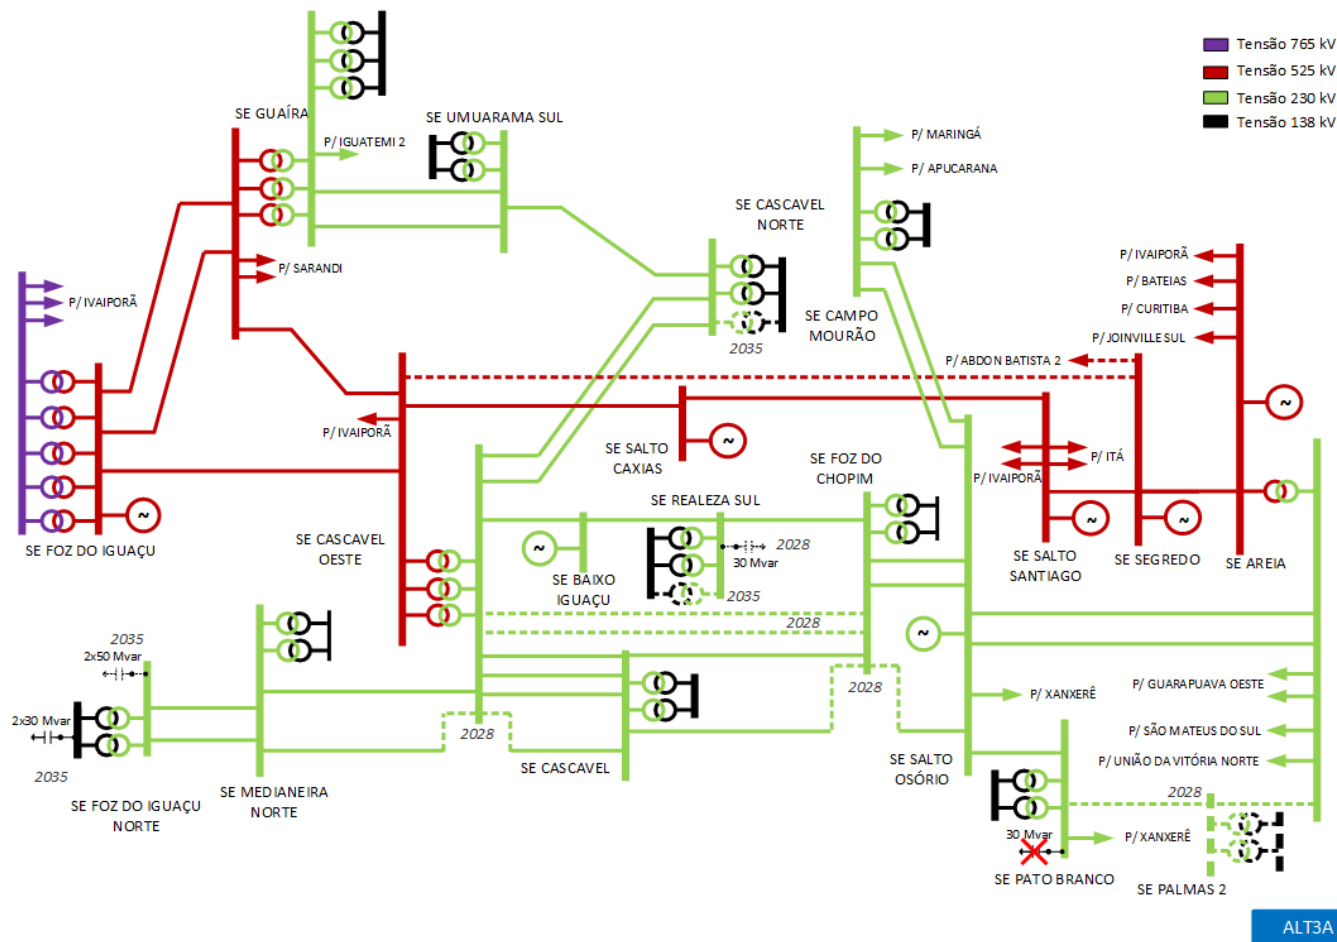 Tensão 765 kV
Tensão 525 kV
Tensão 230 kV
Tensão 138 kV
SE GUAÍRA
P/ IGUATEMI 2
SE UMUARAMA SUL
P/ MARINGÁ
P/ APUCARANA
SE CASCAVEL
NORTE
P/ SARANDI
P/ IVAIPORÃ
2035
SE CAMPO
MOURÃO
P/ IVAIPORÃ
P/ BATEIAS
P/ CURITIBA
P/ JOINVILLE SUL
P/ ABDON BATISTA 2
P/ IVAIPORÃ
SE SALTO
CAXIAS
~
SE FOZ DO
CHOPIM
P/ ITÁ
P/ IVAIPORÃ
~
~
SE FOZ DO IGUAÇU
SE CASCAVEL
OESTE
SE REALEZA SUL
2028
30 Mvar
2035
~
SE BAIXO
IGUAÇU
~
SE SALTO
SANTIAGO
~
SE SEGREDO
SE AREIA
2028
~
2035
2x50 Mvar
2x30 Mvar
2035
SE FOZ DO IGUAÇU
NORTE
SE MEDIANEIRA
NORTE
2028
SE CASCAVEL
2028
SE SALTO
OSÓRIO
P/ XANXERÊ
P/ GUARAPUAVA OESTE
P/ SÃO MATEUS DO SUL
P/ UNIÃO DA VITÓRIA NORTE
2028
30 Mvar
P/ XANXERÊ
SE PATO BRANCO
SE PALMAS 2
ALT3A